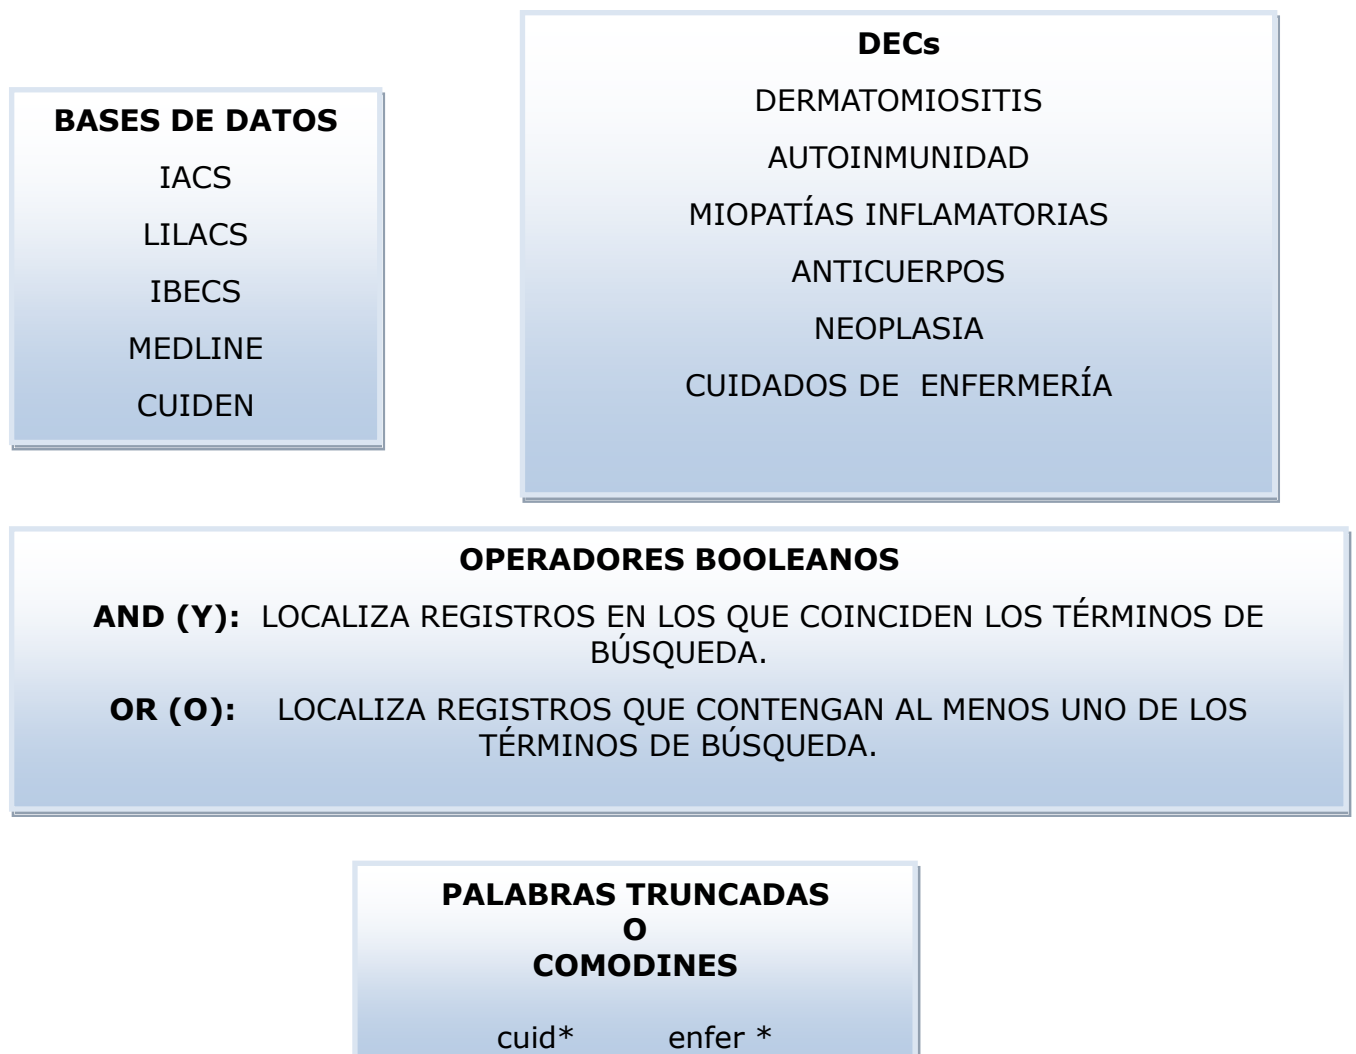 BASES DE DATOS
IACS
LILACS
IBECS
MEDLINE
CUIDEN
DECs
DERMATOMIOSITIS
AUTOINMUNIDAD
MIOPATÍAS INFLAMATORIAS
ANTICUERPOS
NEOPLASIA
CUIDADOS DE ENFERMERÍA
OPERADORES BOOLEANOS
AND (Y): LOCALIZA REGISTROS EN LOS QUE COINCIDEN LOS TÉRMINOS DE
BÚSQUEDA.
OR (O): LOCALIZA REGISTROS QUE CONTENGAN AL MENOS UNO DE LOS
TÉRMINOS DE BÚSQUEDA.
PALABRAS TRUNCADAS
O
COMODINES
cuid* enfer *